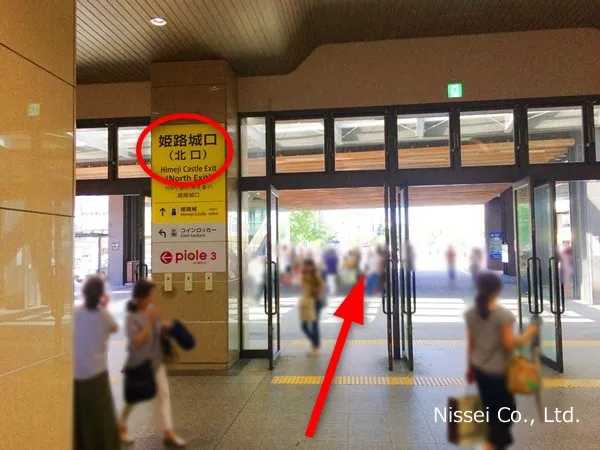 姫路城口
（北口）
Himeji Castle Exit
(North Exit)
姫路城
Himeji Castle
コインロッカー
Coin Lockers
piole 3
Nissei Co., Ltd.